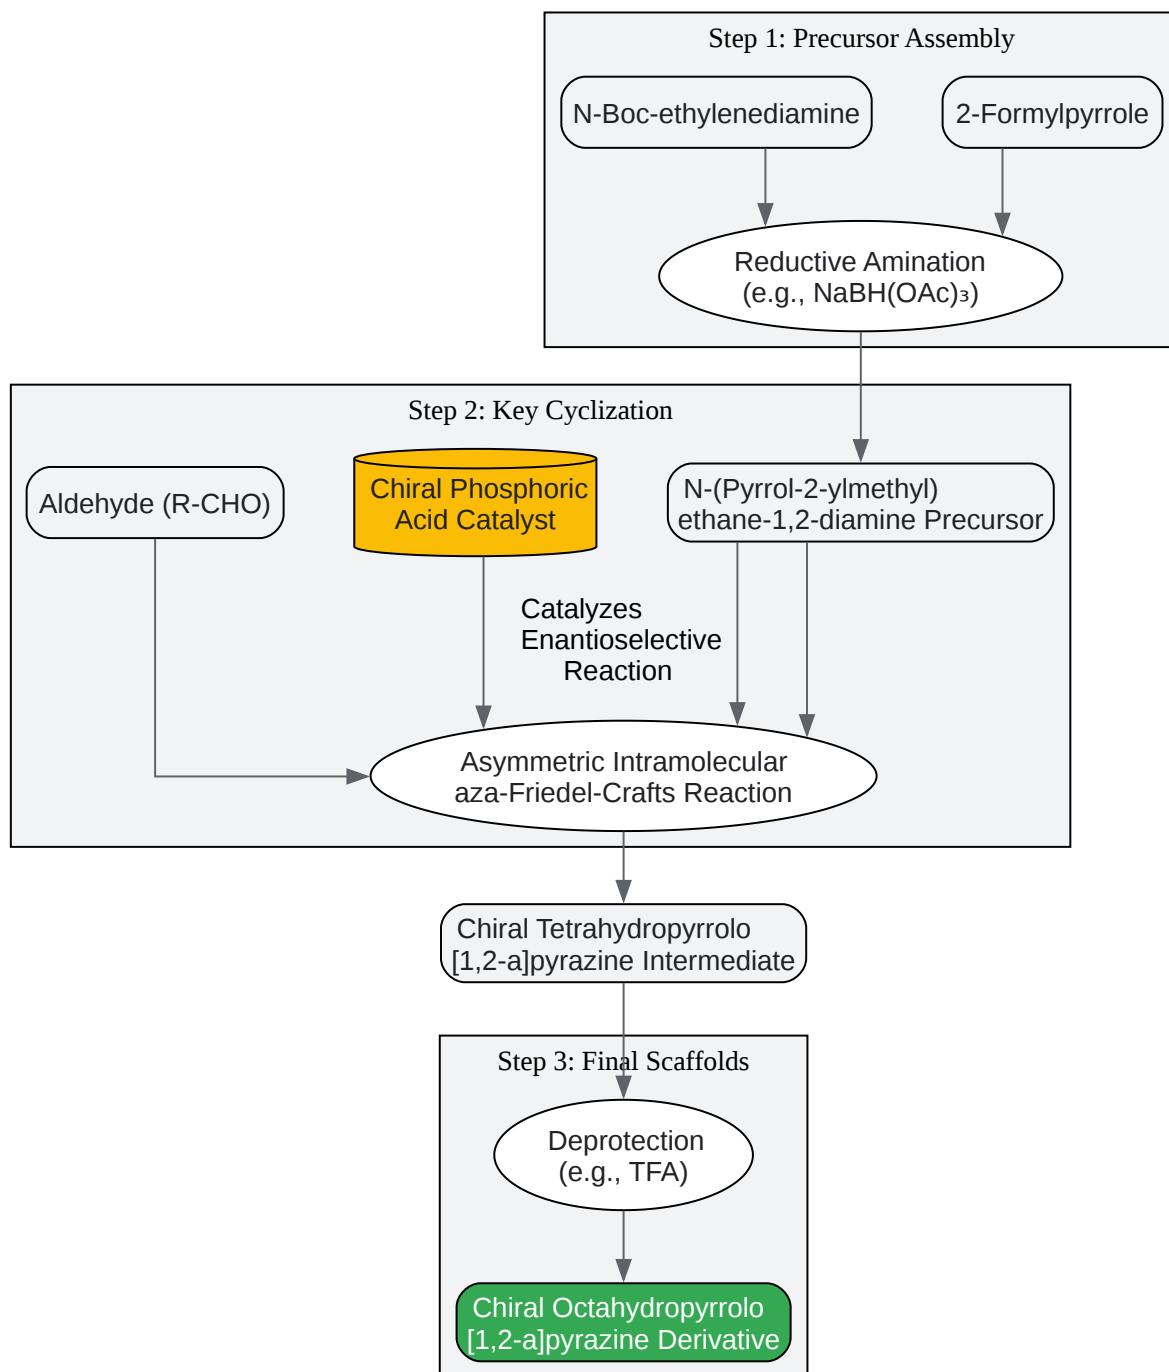 Step 1: Precursor Assembly
N-Boc-ethylenediamine
2-Formylpyrrole
Reductive Amination
(e.g., NaBH(OAc)₃)
Step 2: Key Cyclization
Aldehyde (R-CHO)
Chiral Phosphoric
Acid Catalyst
N-(Pyrrol-2-ylmethyl)
ethane-1,2-diamine Precursor
Catalyzes
Enantioselective
Reaction
Asymmetric Intramolecular
aza-Friedel-Crafts Reaction
Chiral Tetrahydropyrrolo
[1,2-a]pyrazine Intermediate
Step 3: Final Scaffolds
Deprotection
(e.g., TFA)
Chiral Octahydropyrrolo
[1,2-a]pyrazine Derivative